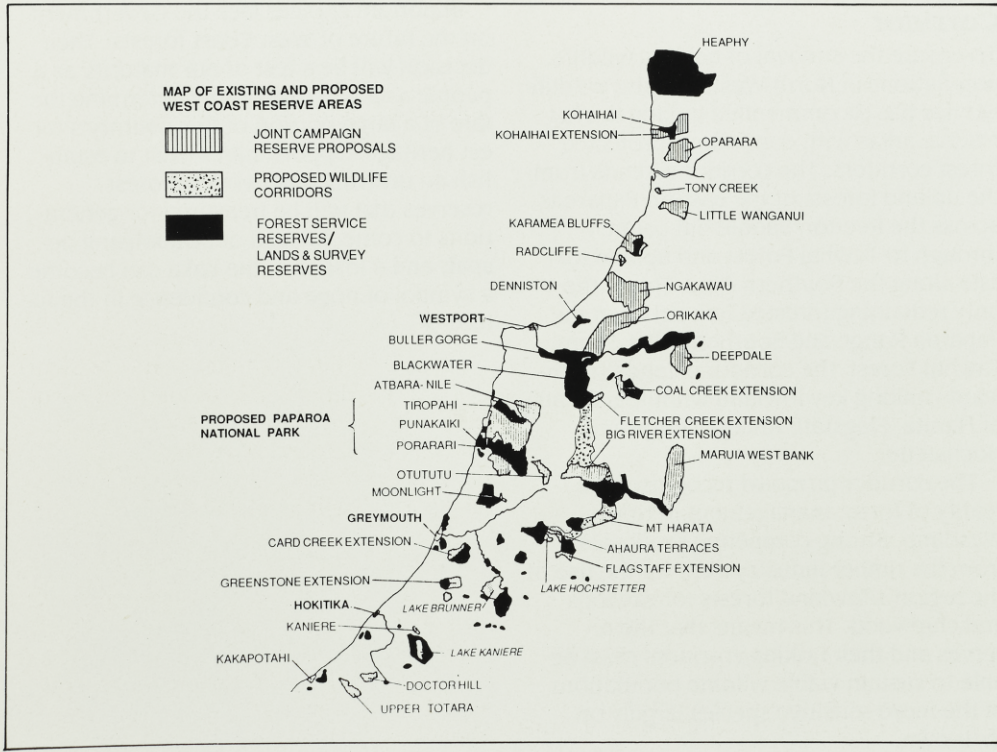 MAP OF EXISTING AND PROPOSED
WEST COAST RESERVE AREAS
JOINT CAMPAIGN
RESERVE PROPOSALS
PROPOSED WILDLIFE
CORRIDORS
FOREST SERVICE
RESERVES/
LANDS & SURVEY
RESERVES
HEAPHY
KOHAIHAI
KOHAIHAI EXTENSION
OPARARA
TONY CREEK
LITTLE WANGANUI
KARAMEA BLUFFS
RADCLIFFE
NGAKAWAU
DENNISTON
ORIKAKA
WESTPORT
BULLER GORGE
DEEPDALE
BLACKWATER
ATBARA-NILE
COAL CREEK EXTENSION
TIROPAHI
PROPOSED PAPAROA
NATIONAL PARK
PUNAKAIKI
FLETCHER CREEK EXTENSION
BIG RIVER EXTENSION
PORARARI
MARUIA WEST BANK
OTUTUTU
MOONLIGHT
GREYMOUTH
MT HARATA
CARD CREEK EXTENSION
AHAURA TERRACES
FLAGSTAFF EXTENSION
GREENSTONE EXTENSION
LAKE HOCHSTETTER
LAKE BRUNNER
HOKITIKA
KANIERE
LAKE KANIERE
KAKAPOTAHI
DOCTOR HILL
UPPER TOTARA